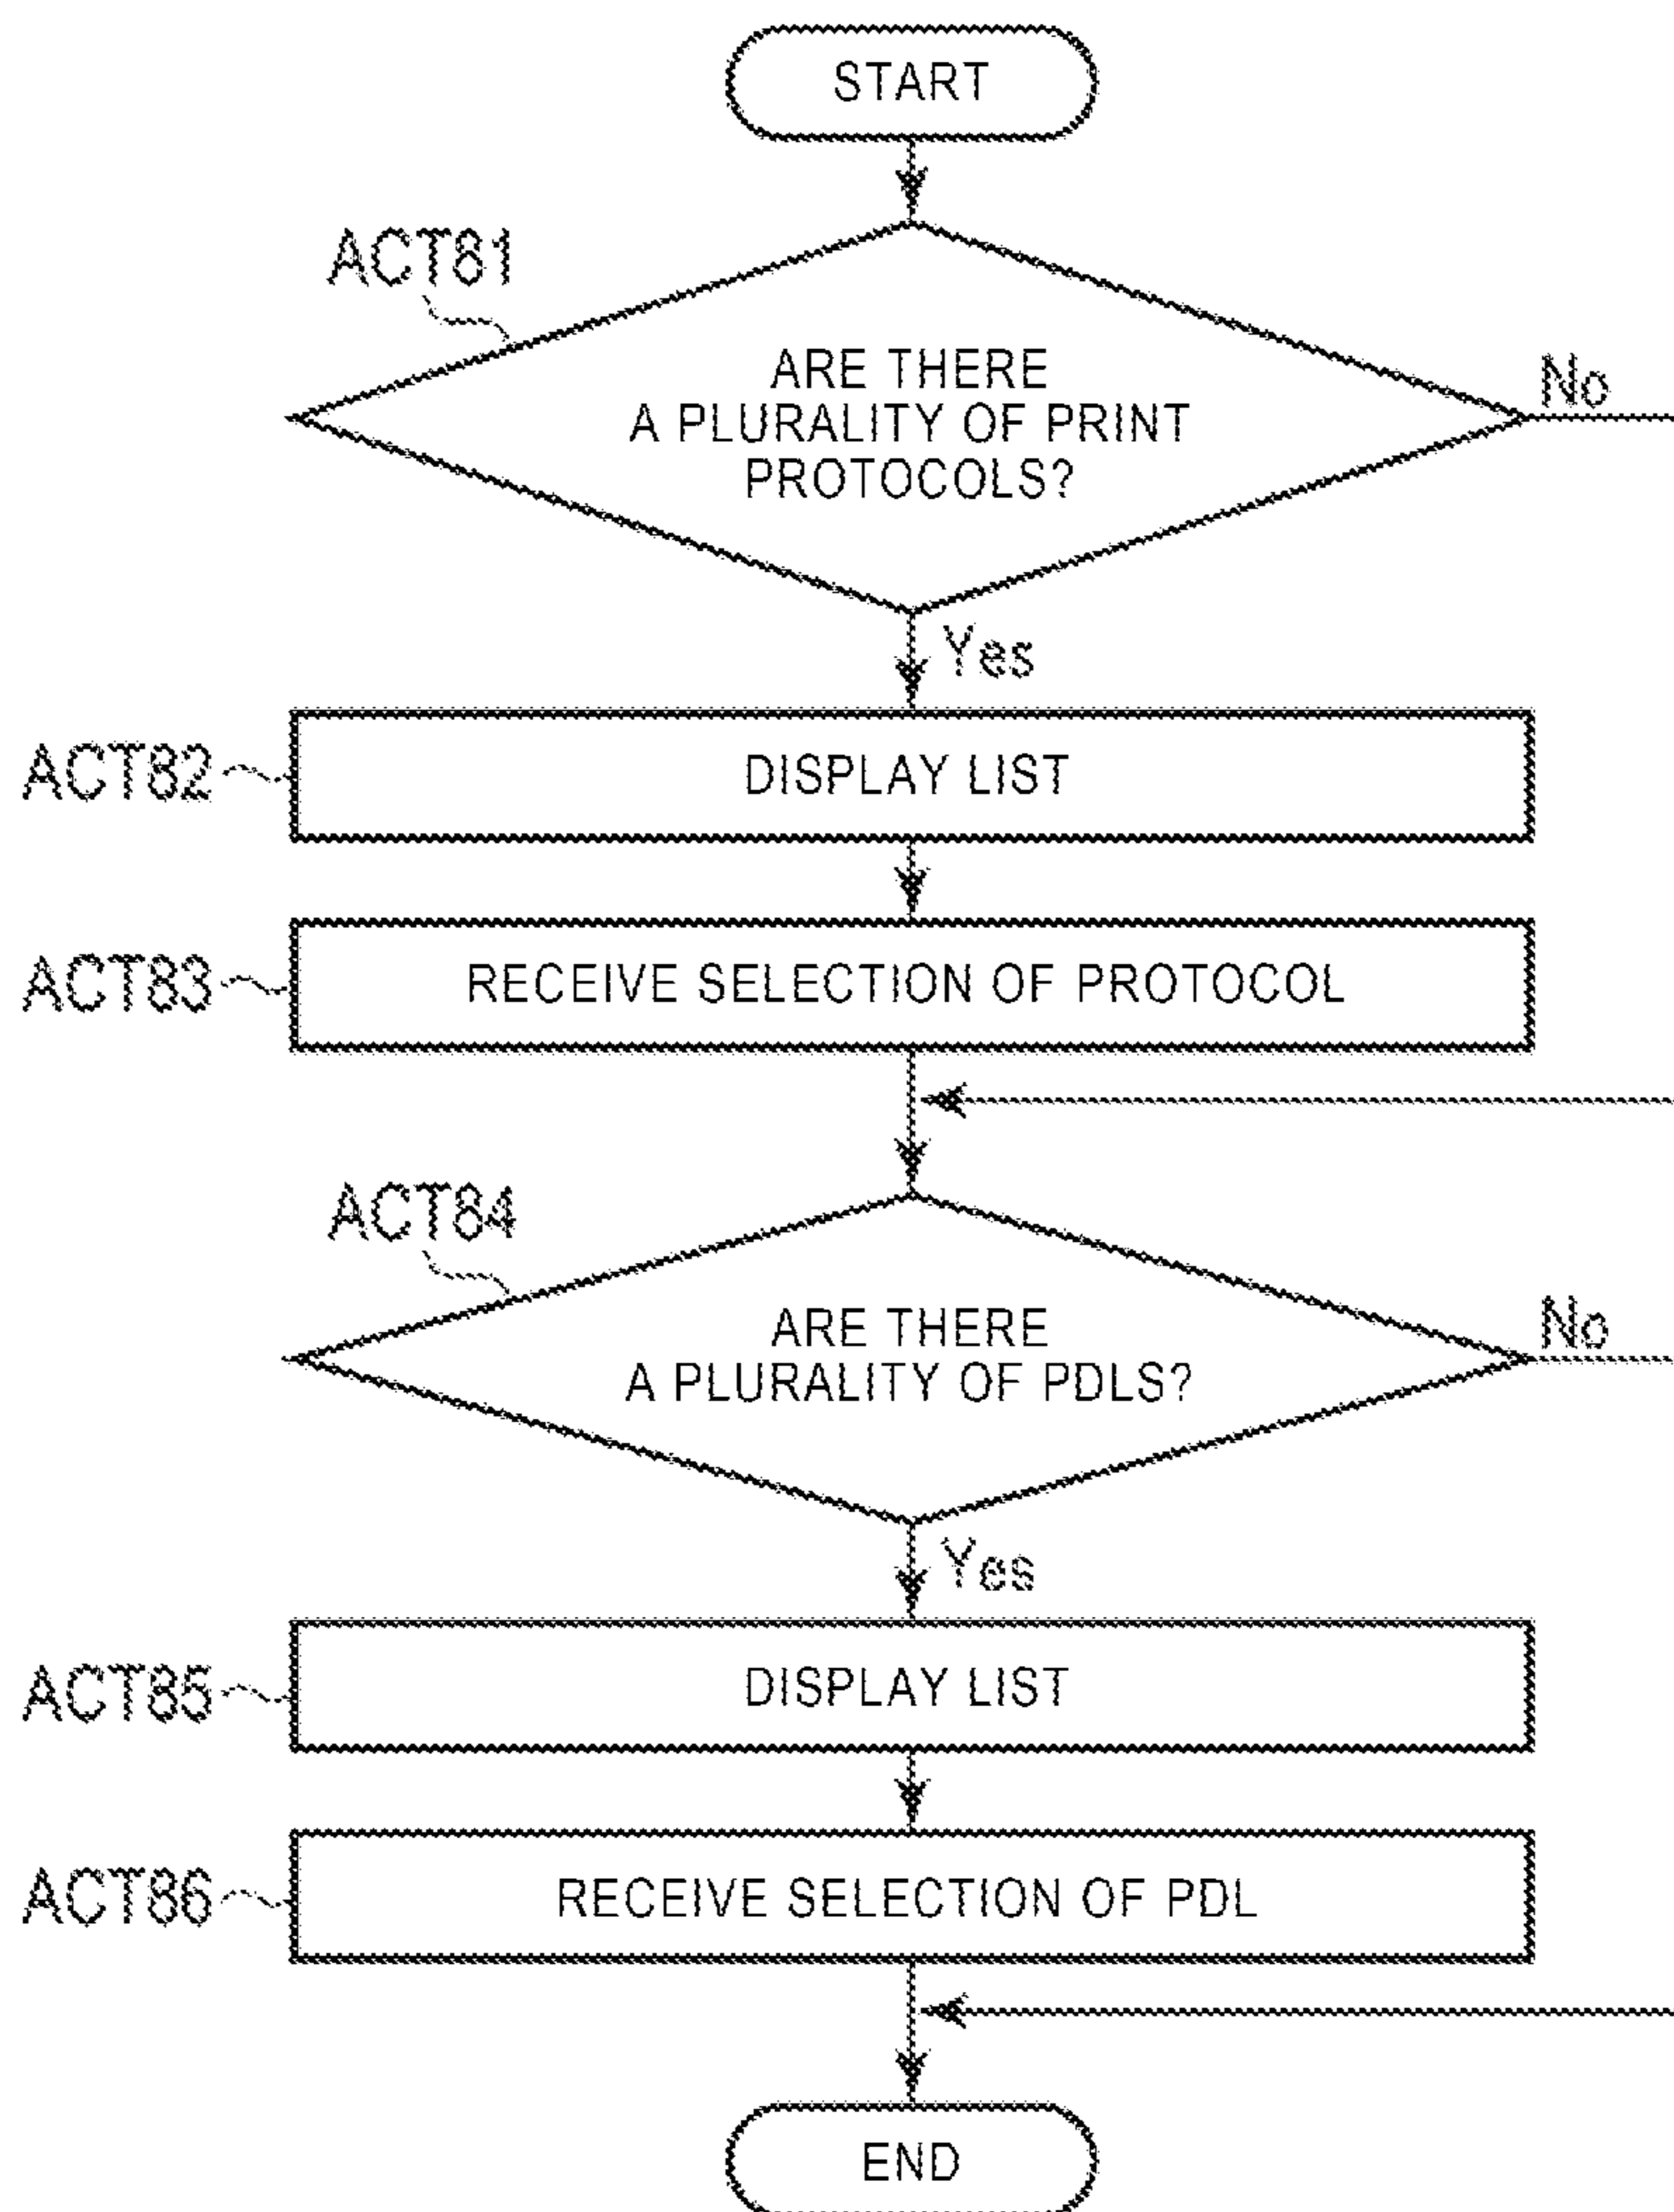 START
ACT81
ARE THERE
A PLURALITY OF PRINT
PROTOCOLS?
No
Yes
ACT82
DISPLAY LIST
ACT83
RECEIVE SELECTION OF PROTOCOL
ACT84
ARE THERE
A PLURALITY OF PDLS?
No
Yes
ACT85
DISPLAY LIST
ACT86
RECEIVE SELECTION OF PDL
END